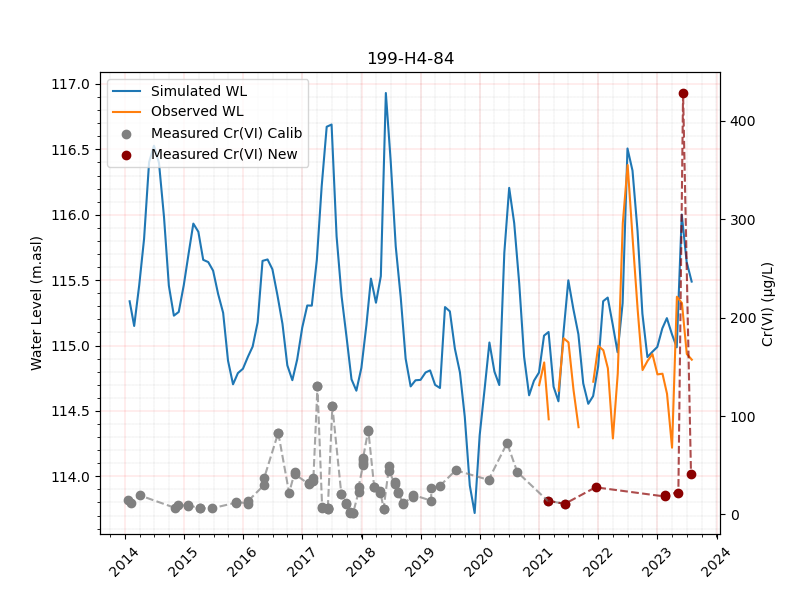 199-H4-84
Simulated WL
Observed WL
Measured Cr(VI) Calib
Measured Cr(VI) New
Water Level (m.asl)
117.0
116.5
116.0
115.5
115.0
114.5
114.0
Cr(VI) (µg/L)
400
300
200
100
0
2014 2015 2016 2017 2018 2019 2020 2021 2022 2023 2024